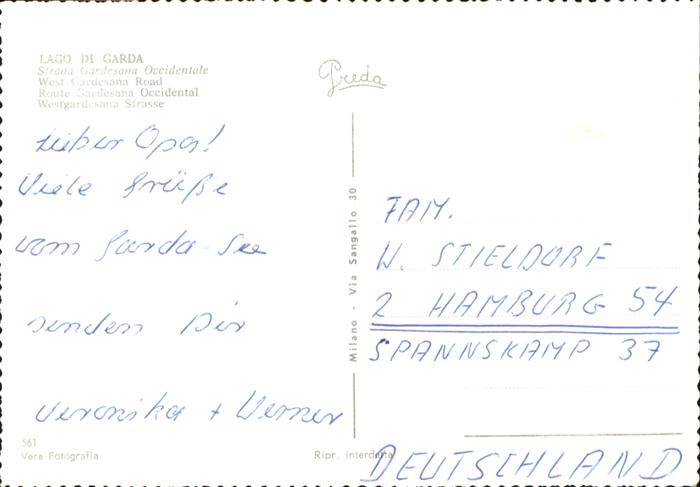 LAGO DI GARDA
Strada Gardesana Occidentale
West Gardesana Road
Route Gardesana Occidental
Westgardesana Strasse
Greda
Lieber Opa!
Viele Grüße
vom Garda-See
senden Dir
Veronika + Werner
561
Vera Fotografia
Milano - Via Sangallo 30
Ripr. interdetta
FAM.
W. STIELDORF
2 HAMBURG 54
SPANNSKAMP 37
DEUTSCHLAND